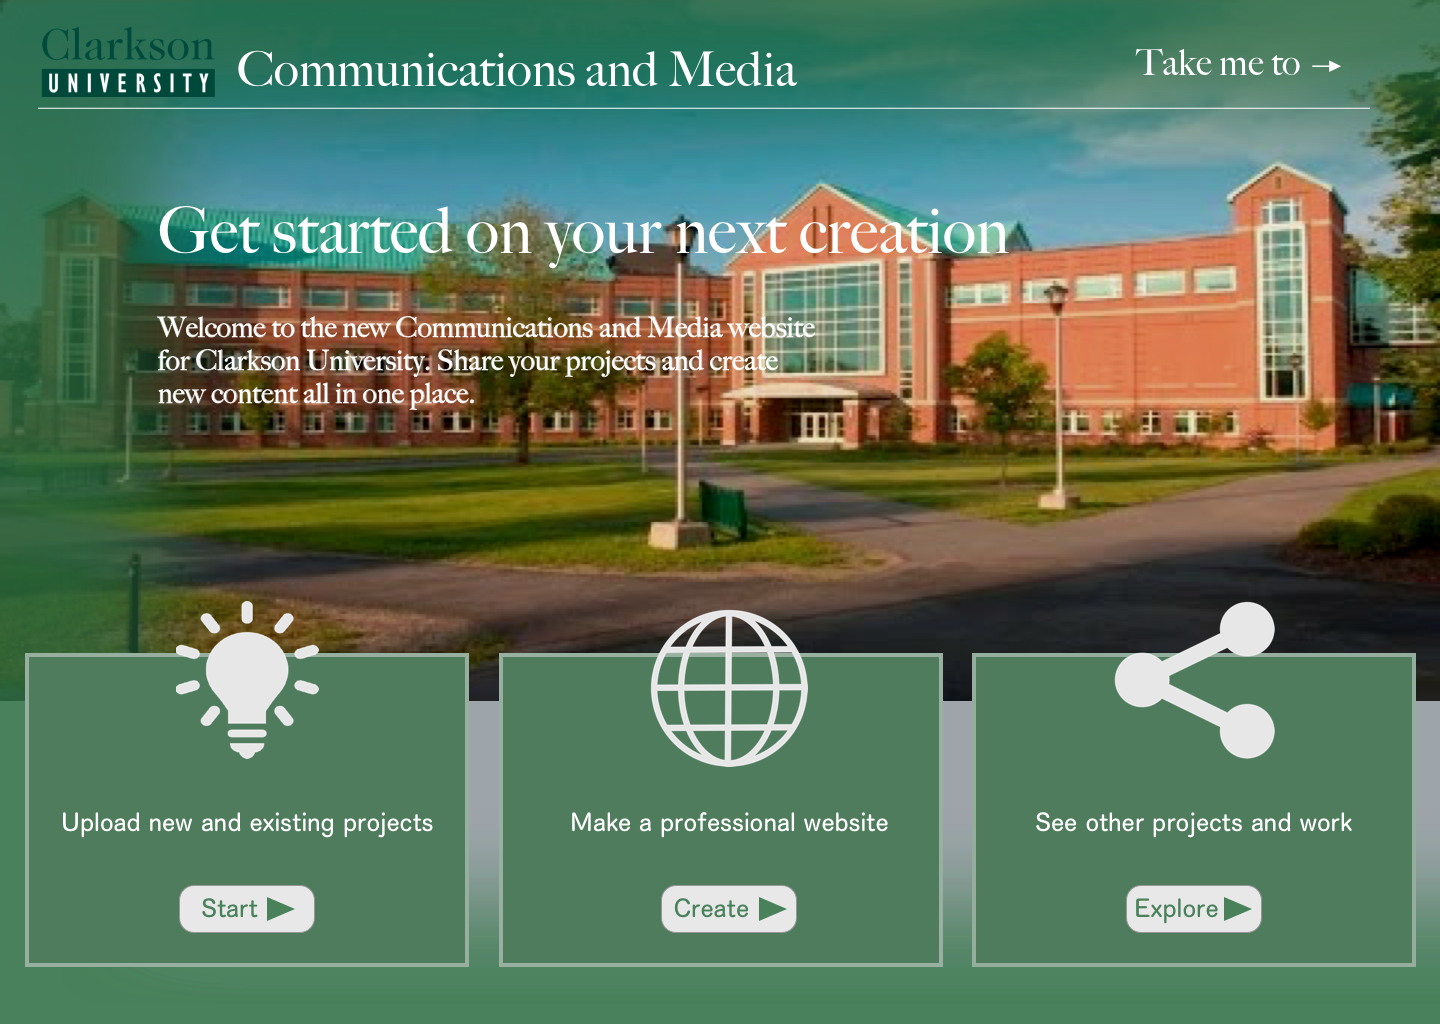 Clarkson
UNIVERSITY
Communications and Media
Take me to →
Get started on your next creation
Welcome to the new Communications and Media website
for Clarkson University. Share your projects and create
new content all in one place.
Upload new and existing projects
Start
Make a professional website
Create
See other projects and work
Explore